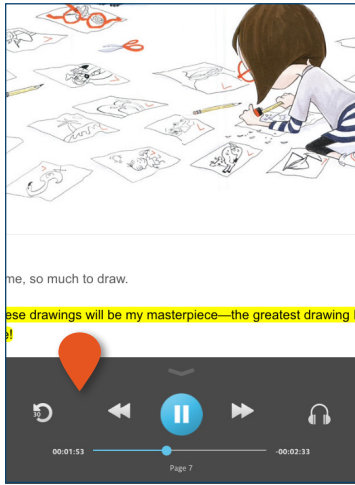 me, so much to draw.
ese drawings will be my masterpiece—the greatest drawing
e!
30
00:01:53
-00:02:33
Page 7